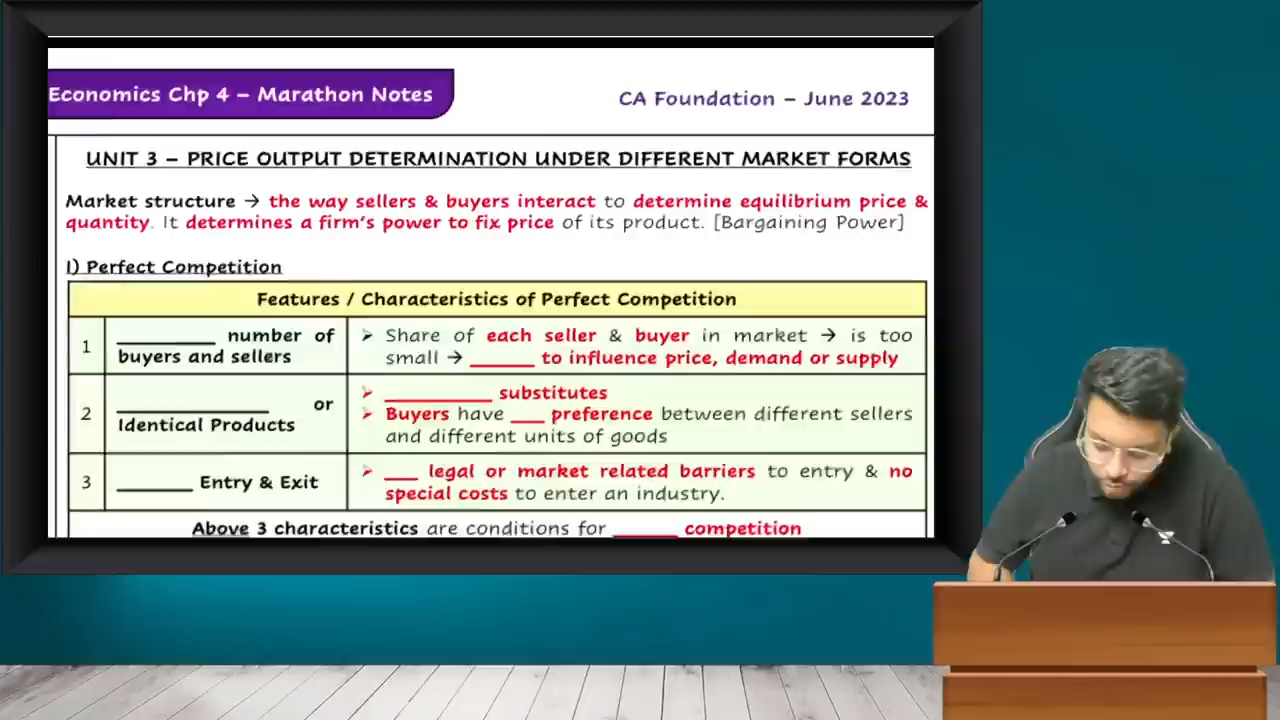 Economics Chp 4 – Marathon Notes
CA Foundation – June 2023
UNIT 3 – PRICE OUTPUT DETERMINATION UNDER DIFFERENT MARKET FORMS
Market structure → the way sellers & buyers interact to determine equilibrium price &
quantity. It determines a firm's power to fix price of its product. [Bargaining Power]
I) Perfect Competition
Features / Characteristics of Perfect Competition
1
_________ number of
buyers and sellers
➢ Share of each seller & buyer in market → is too
small → ______ to influence price, demand or supply
2
______________ or
Identical Products
➢ __________ substitutes
➢ Buyers have ___ preference between different sellers
and different units of goods
3
_______ Entry & Exit
➢ ___ legal or market related barriers to entry & no
special costs to enter an industry.
Above 3 characteristics are conditions for ______ competition